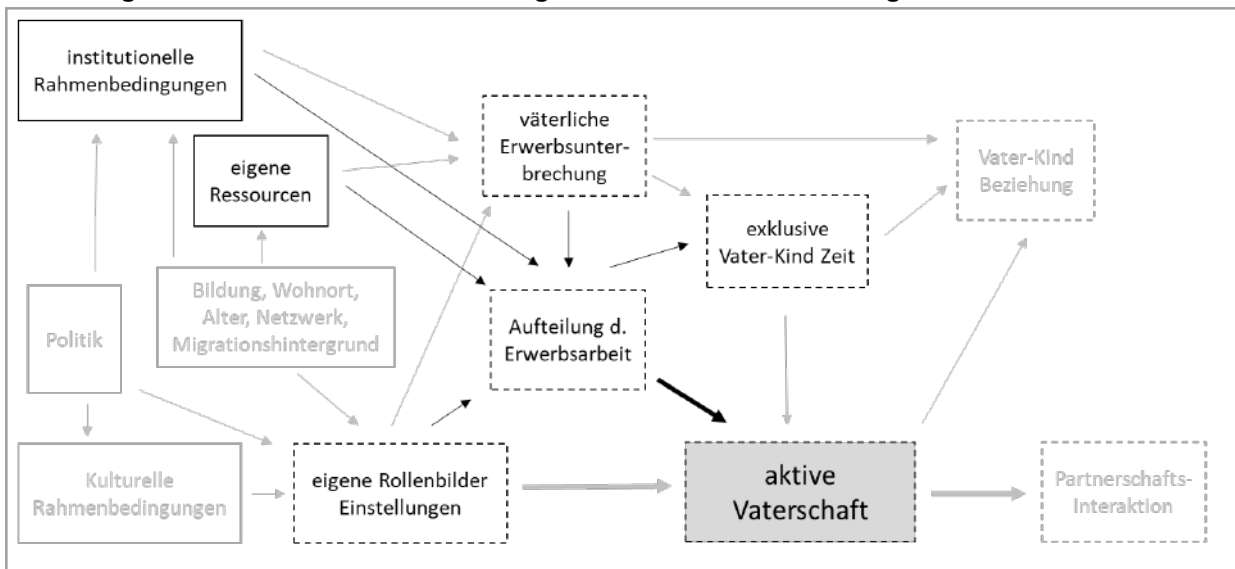 institutionelle
Rahmenbedingungen
eigene
Ressourcen
väterliche
Erwerbsunter-
brechung
Vater-Kind
Beziehung
exklusive
Vater-Kind Zeit
Bildung, Wohnort,
Alter, Netzwerk,
Migrationshintergrund
Politik
Aufteilung d.
Erwerbsarbeit
Kulturelle
Rahmenbedingungen
eigene Rollenbilder
Einstellungen
aktive
Vaterschaft
Partnerschafts-
Interaktion